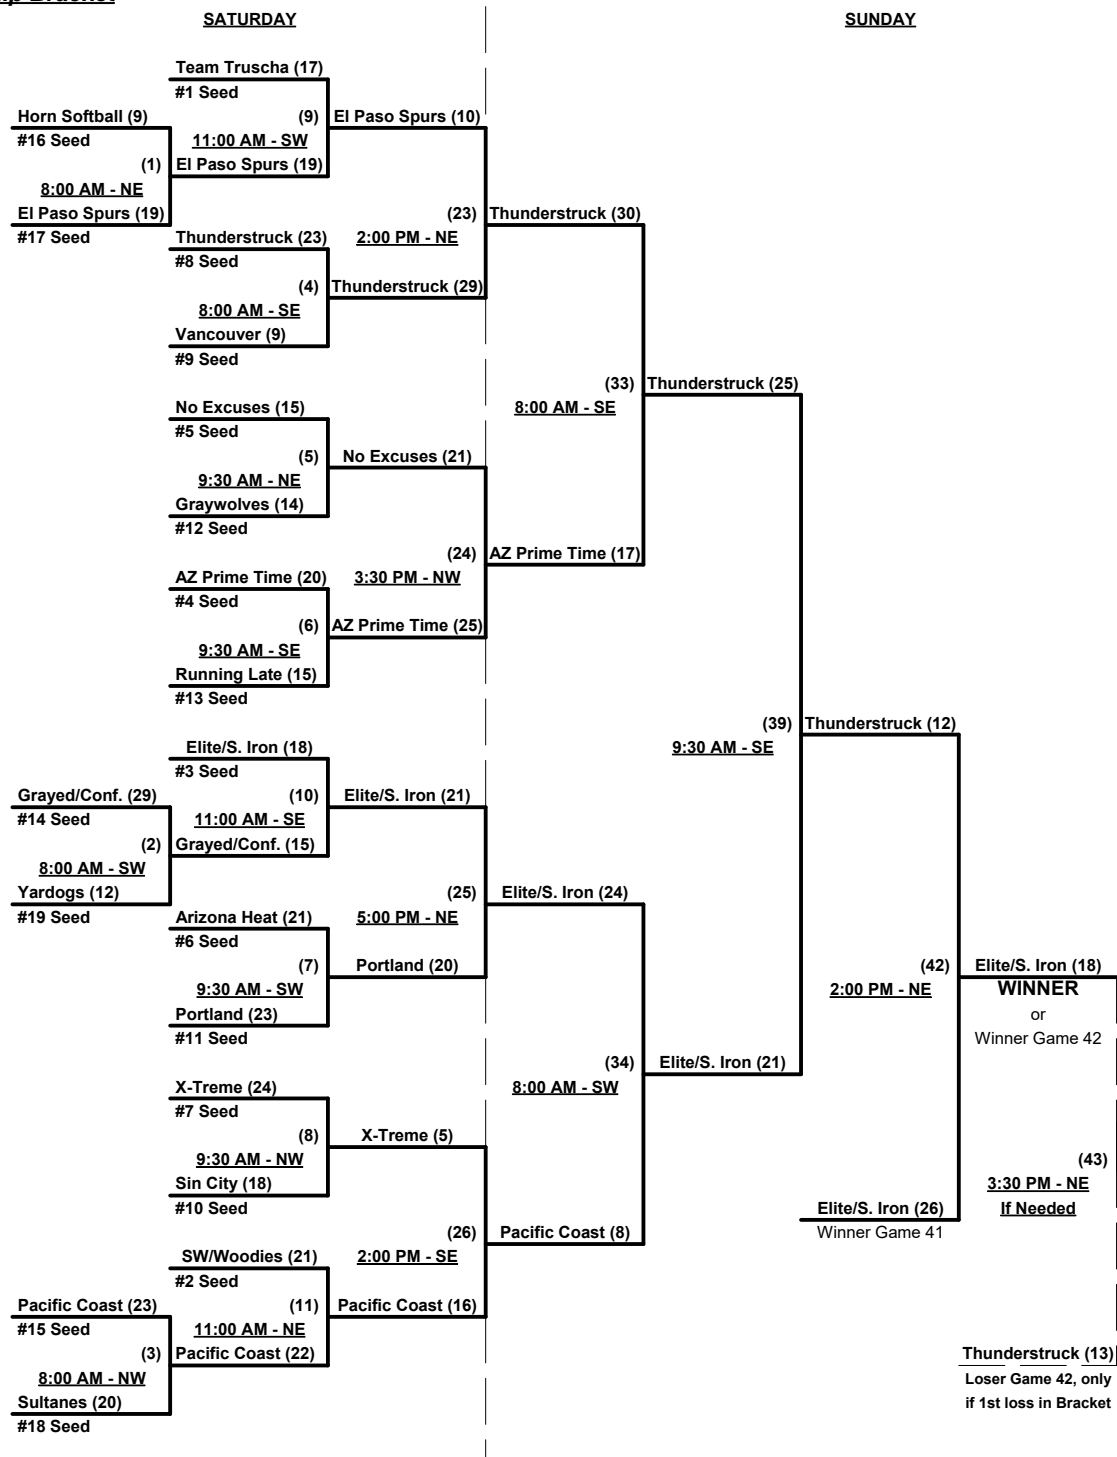 SATURDAY
SUNDAY
Team Truscha (17)
#1 Seed
Horn Softball (9)
(9)
El Paso Spurs (10)
#16 Seed
11:00 AM - SW
(1)
El Paso Spurs (19)
8:00 AM - NE
El Paso Spurs (19)
(23)
Thunderstruck (30)
#17 Seed
Thunderstruck (23)
2:00 PM - NE
#8 Seed
(4)
Thunderstruck (29)
8:00 AM - SE
Vancouver (9)
#9 Seed
(33)
Thunderstruck (25)
No Excuses (15)
8:00 AM - SE
#5 Seed
(5)
No Excuses (21)
9:30 AM - NE
Graywolves (14)
#12 Seed
(24)
AZ Prime Time (17)
AZ Prime Time (20)
3:30 PM - NW
#4 Seed
(6)
AZ Prime Time (25)
9:30 AM - SE
Running Late (15)
#13 Seed
(39)
Thunderstruck (12)
Elite/S. Iron (18)
9:30 AM - SE
#3 Seed
Grayed/Conf. (29)
(10)
Elite/S. Iron (21)
#14 Seed
11:00 AM - SE
(2)
Grayed/Conf. (15)
8:00 AM - SW
Yardogs (12)
(25)
Elite/S. Iron (24)
#19 Seed
Arizona Heat (21)
5:00 PM - NE
#6 Seed
(7)
Portland (20)
(42)
Elite/S. Iron (18)
9:30 AM - SW
2:00 PM - NE
WINNER
Portland (23)
or
#11 Seed
Winner Game 42
(34)
Elite/S. Iron (21)
X-Treme (24)
8:00 AM - SW
#7 Seed
(8)
X-Treme (5)
9:30 AM - NW
(43)
Sin City (18)
3:30 PM - NE
#10 Seed
Elite/S. Iron (26)
If Needed
(26)
Pacific Coast (8)
Winner Game 41
SW/Woodies (21)
2:00 PM - SE
#2 Seed
Pacific Coast (23)
(11)
Pacific Coast (16)
#15 Seed
11:00 AM - NE
(3)
Pacific Coast (22)
Thunderstruck (13)
8:00 AM - NW
Loser Game 42, only
Sultanes (20)
if 1st loss in Bracket
#18 Seed